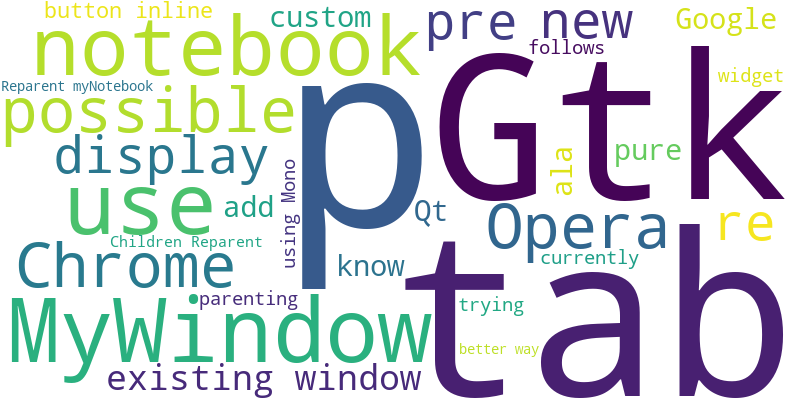 button inline
custom
pre
new
Google
notebook
follows
Gtk
widget
Reparent myNotebook
possible
p
display
ala
pure
use
using Mono
add
Qt
Opera
re
Children Reparent
Chrome
know
currently
tab
parenting
trying
MyWindow
better way
existing window